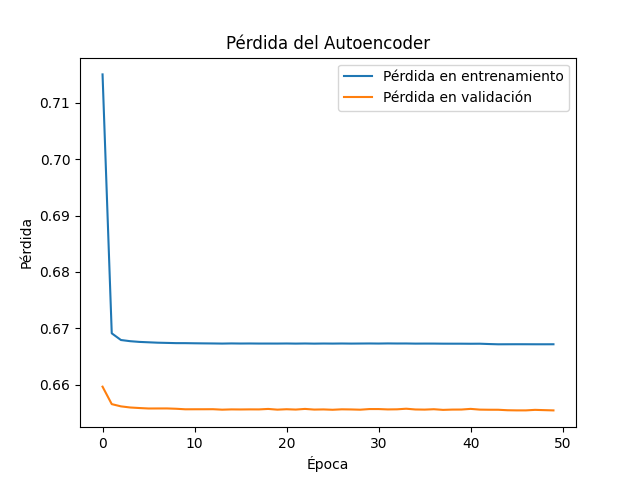 Pérdida del Autoencoder
Pérdida en entrenamiento
Pérdida en validación
Pérdida
0.71
0.70
0.69
0.68
0.67
0.66
0
10
20
30
40
50
Época